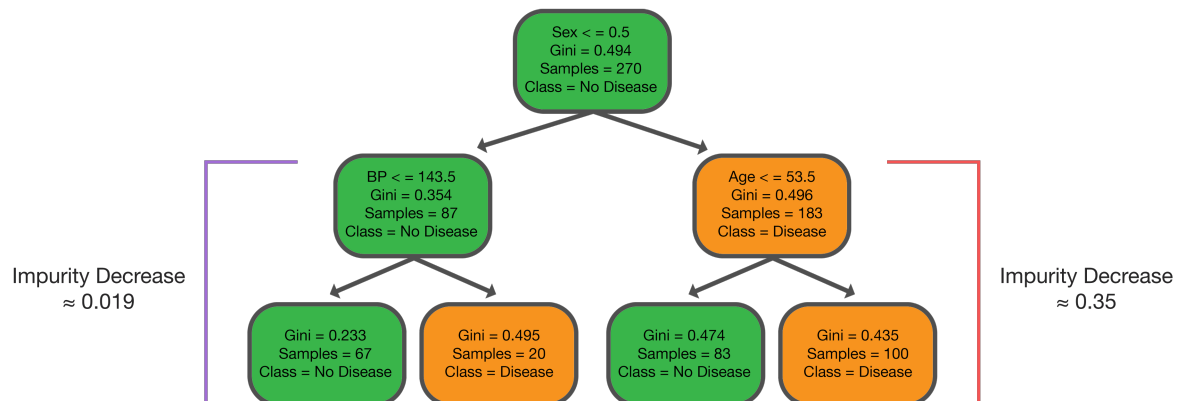 Sex < = 0.5
Gini = 0.494
Samples = 270
Class = No Disease
BP < = 143.5
Gini = 0.354
Samples = 87
Class = No Disease
Age < = 53.5
Gini = 0.496
Samples = 183
Class = Disease
Impurity Decrease
≈ 0.019
Impurity Decrease
≈ 0.35
Gini = 0.233
Samples = 67
Class = No Disease
Gini = 0.495
Samples = 20
Class = Disease
Gini = 0.474
Samples = 83
Class = No Disease
Gini = 0.435
Samples = 100
Class = Disease